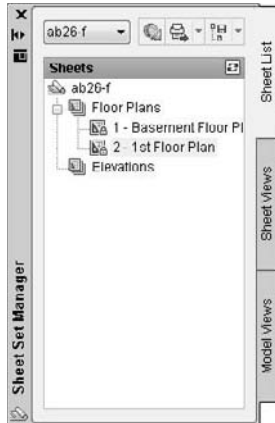 ab26-f
Sheets
ab26-f
Floor Plans
1 - Basement Floor Pl
2 - 1st Floor Plan
Elevations
Sheet List
Sheet Views
Model Views
Sheet Set Manager